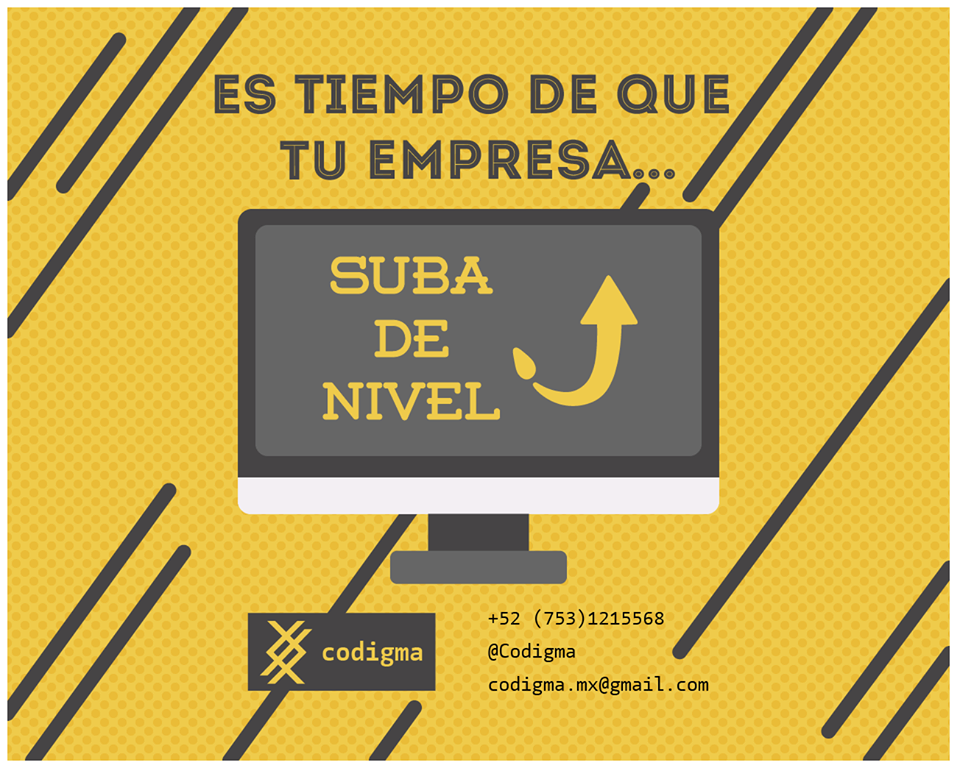 ES TIEMPO DE QUE
TU EMPRESA...
SUBA
DE
NIVEL
codigma
+52 (753)1215568
@Codigma
codigma.mx@gmail.com